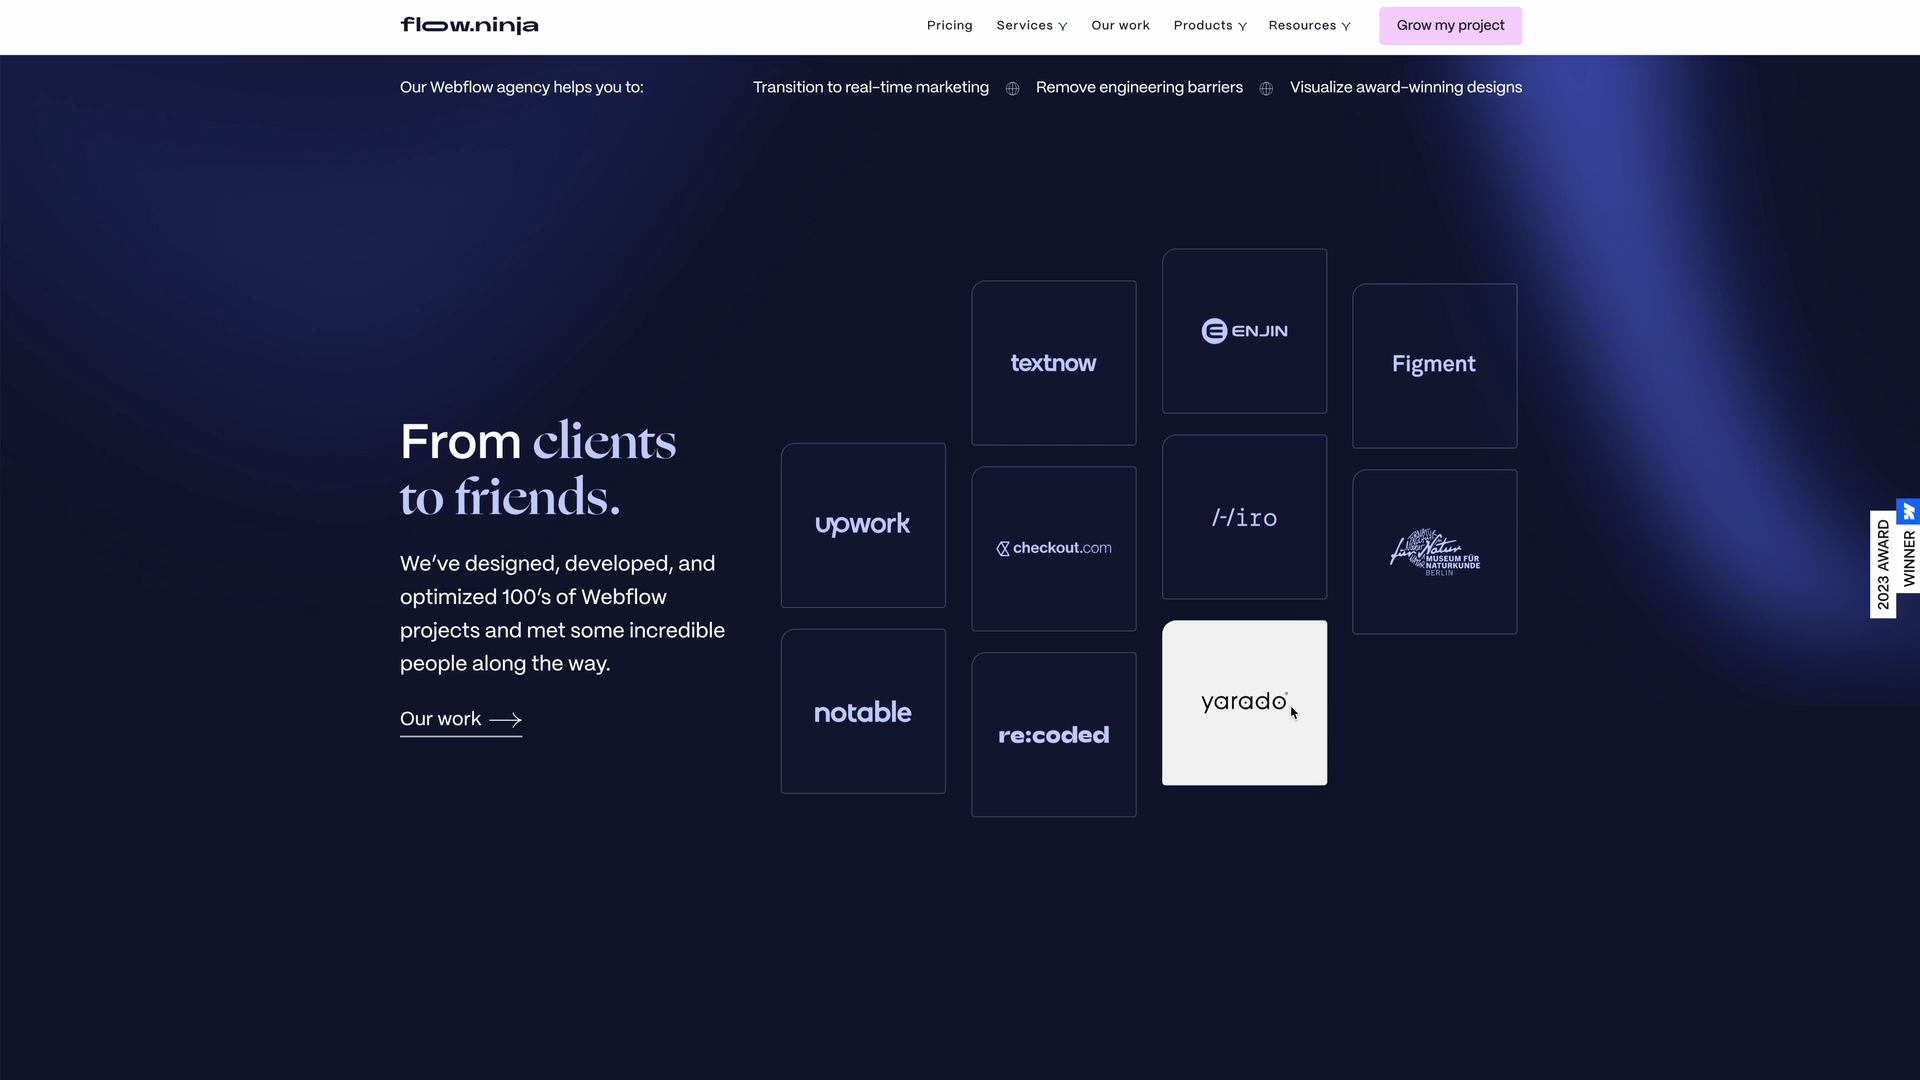 flow.ninja
Pricing
Services
Our work
Products
Resources
Grow my project
Our Webflow agency helps you to:
Transition to real-time marketing
Remove engineering barriers
Visualize award-winning designs
From clients
to friends.
We've designed, developed, and
optimized 100's of Webflow
projects and met some incredible
people along the way.
Our work
textnow
ENJIN
Figment
upwork
checkout.com
Hiro
für Natur
MUSEUM FÜR
NATURKUNDE
BERLIN
notable
re:coded
yarado
2023 AWARD
WINNER